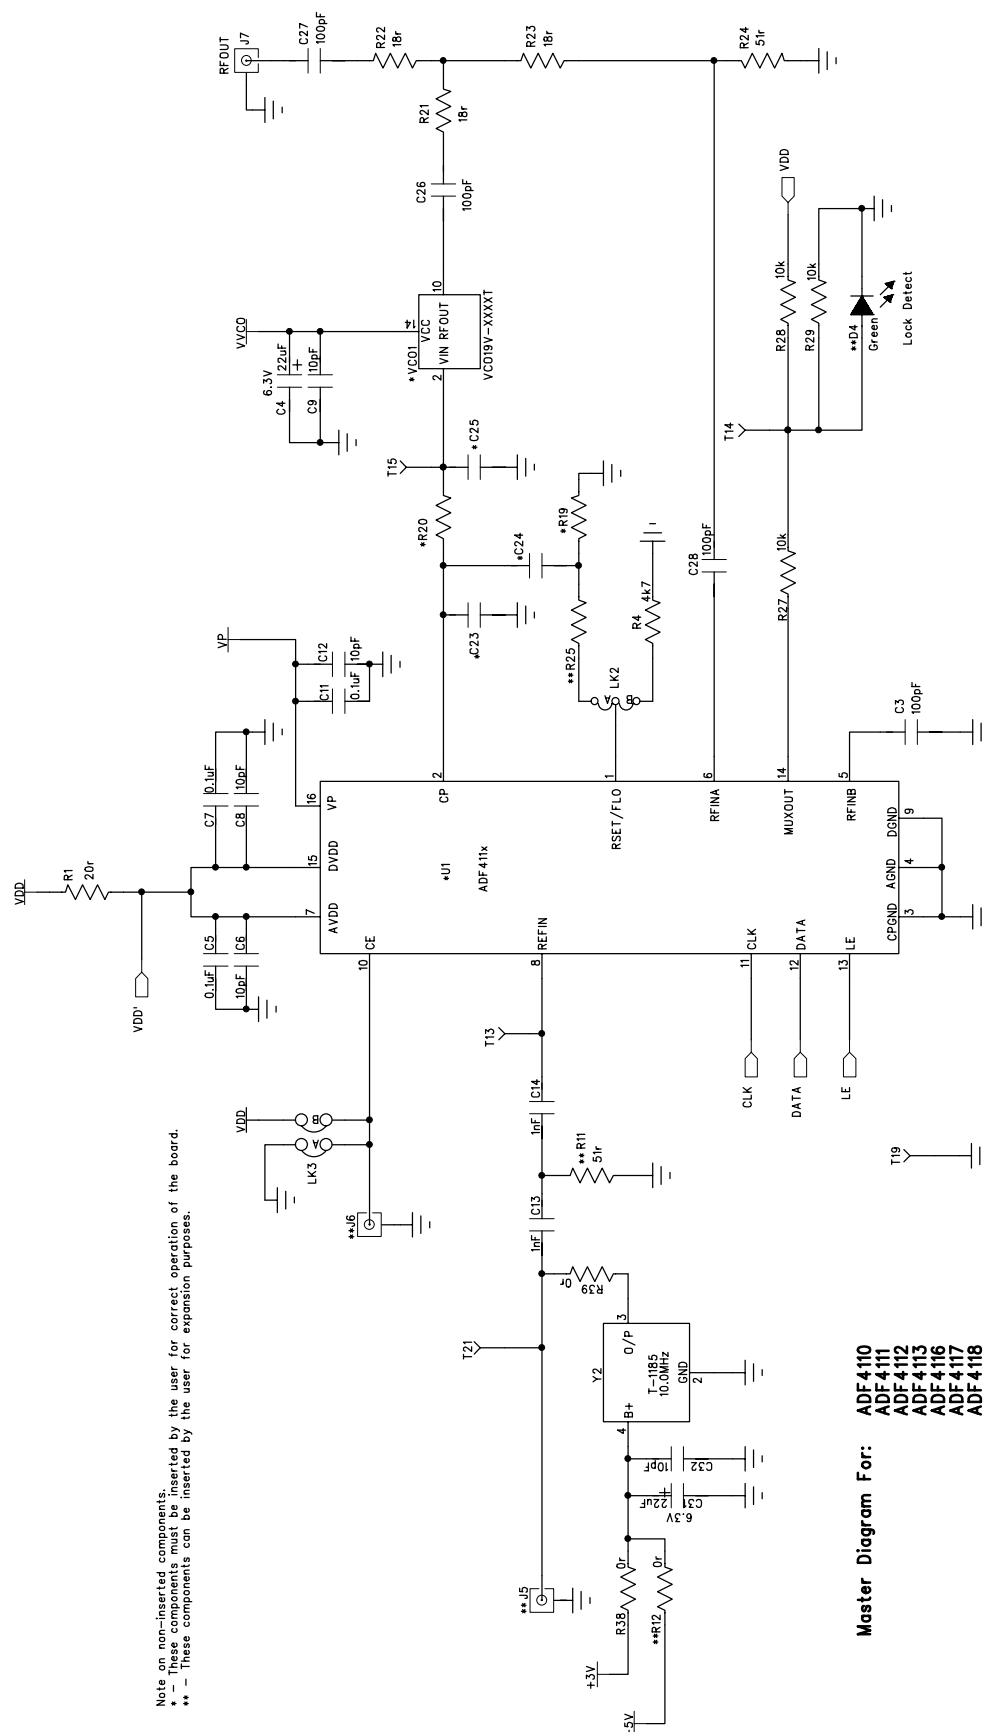 Note on non-inserted components.
* - These components must be inserted by the user for correct operation of the board.
** - These components can be inserted by the user for expansion purposes.
RFOUT
J7
C27
100pF
R22
18r
R23
18r
R24
51r
R21
18r
C26
100pF
VVCO
C4
6.3V
22uF
+
C9
10pF
*VCO1
14
VCC
VIN RFOUT
2
10
VCO19V-XXXXT
T15
*R20
*C25
*C23
*C24
*R19
**R25
LK2
A
B
R4
4k7
C28
100pF
VDD
R28
10k
R29
10k
**D4
Green
Lock Detect
T14
R27
10k
VP
C12
10pF
C11
0.1uF
C3
100pF
VDD
R1
20r
VDD'
C7
0.1uF
C8
10pF
C5
0.1uF
C6
10pF
*U1
ADF411x
16
VP
15
DVDD
7
AVDD
10
CE
8
REFIN
2
CP
1
RSET/FLO
6
RFINA
14
MUXOUT
5
RFINB
11
CLK
12
DATA
13
LE
3
CPGND
4
AGND
9
DGND
CLK
DATA
LE
VDD
LK3
A
B
**J6
T13
C14
1nF
**R11
51r
C13
1nF
T19
R39
0r
T21
Y2
T-1185
10.0MHz
3
O/P
4
B+
2
GND
C32
10pF
C31
22uF
+
6.3V
**J5
R38
0r
**R12
0r
+3V
5V
Master Diagram For:
ADF4110
ADF4111
ADF4112
ADF4113
ADF4116
ADF4117
ADF4118